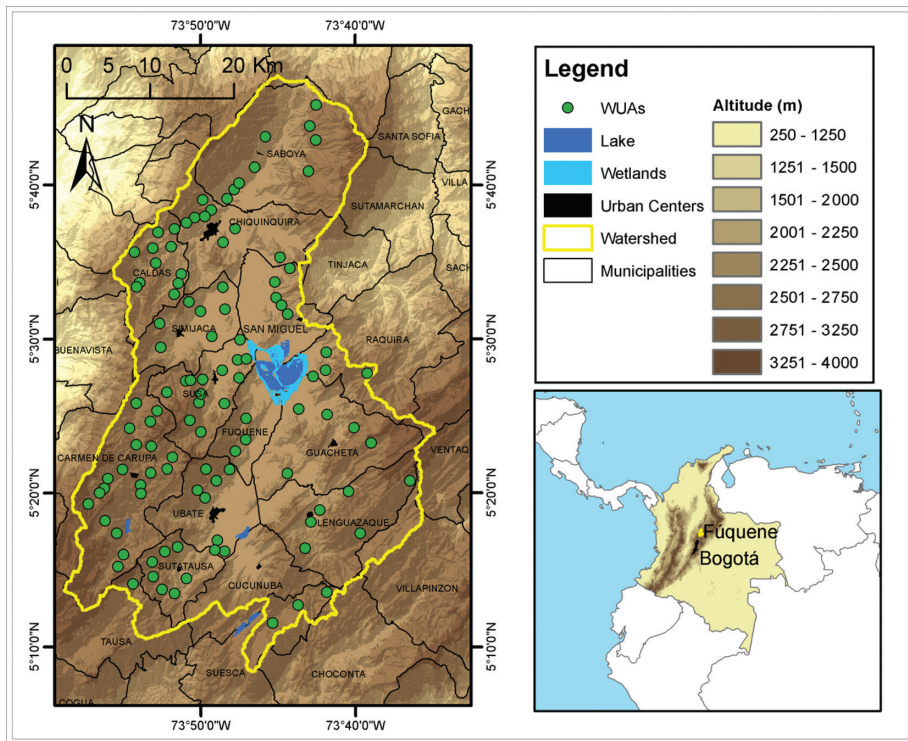 73°50'0"W
73°40'0"W
0 5 10 20 Km
N
GACH
SANTA SOFIA
SABOYA
VILLA
5°40'0"N
5°40'0"N
SUTAMARCHAN
CHIQUINQUIRA
TINJACA
SACH
CALDAS
SIMIJACA
SAN MIGUEL
5°30'0"N
5°30'0"N
RAQUIRA
BUENAVISTA
SUSA
FUQUENE
GUACHETA
VENTAQ
CARMEN DE CARUPA
5°20'0"N
5°20'0"N
UBATE
LENGUAZAQUE
SUTATAUSA
CUCUNUBA
VILLAPINZON
TAUSA
5°10'0"N
5°10'0"N
SUESCA
CHOCONTA
COGUA
73°50'0"W
73°40'0"W
Legend
WUAs
Lake
Wetlands
Urban Centers
Watershed
Municipalities
Altitude (m)
250 - 1250
1251 - 1500
1501 - 2000
2001 - 2250
2251 - 2500
2501 - 2750
2751 - 3250
3251 - 4000
Fúquene
Bogotá